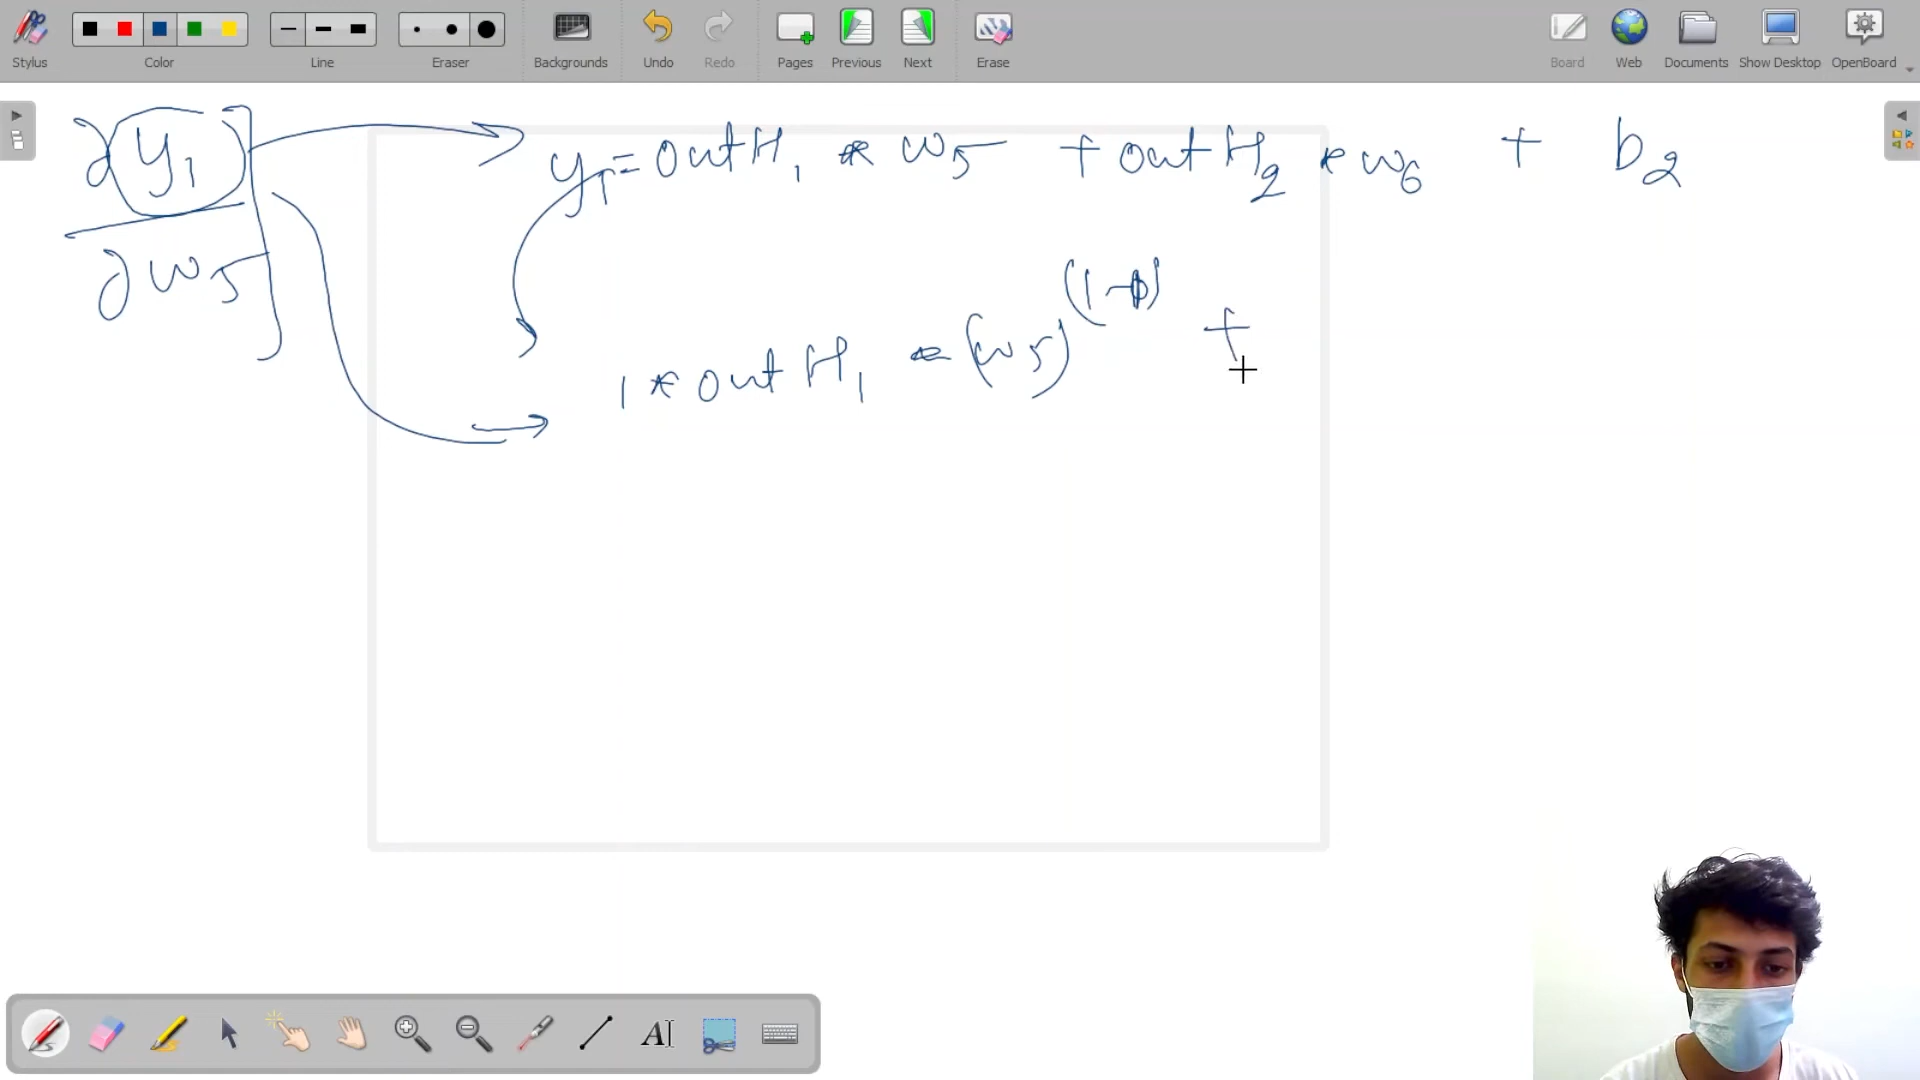 Stylus Color Line Eraser Backgrounds Undo Redo Pages Previous Next Erase Board Web Documents Show Desktop OpenBoard
∂y₁
∂w₅
y₁ = outH₁ * w₅ + outH₂ * w₆ + b₂
1 * outH₁ * (w₅)^(1-1) +